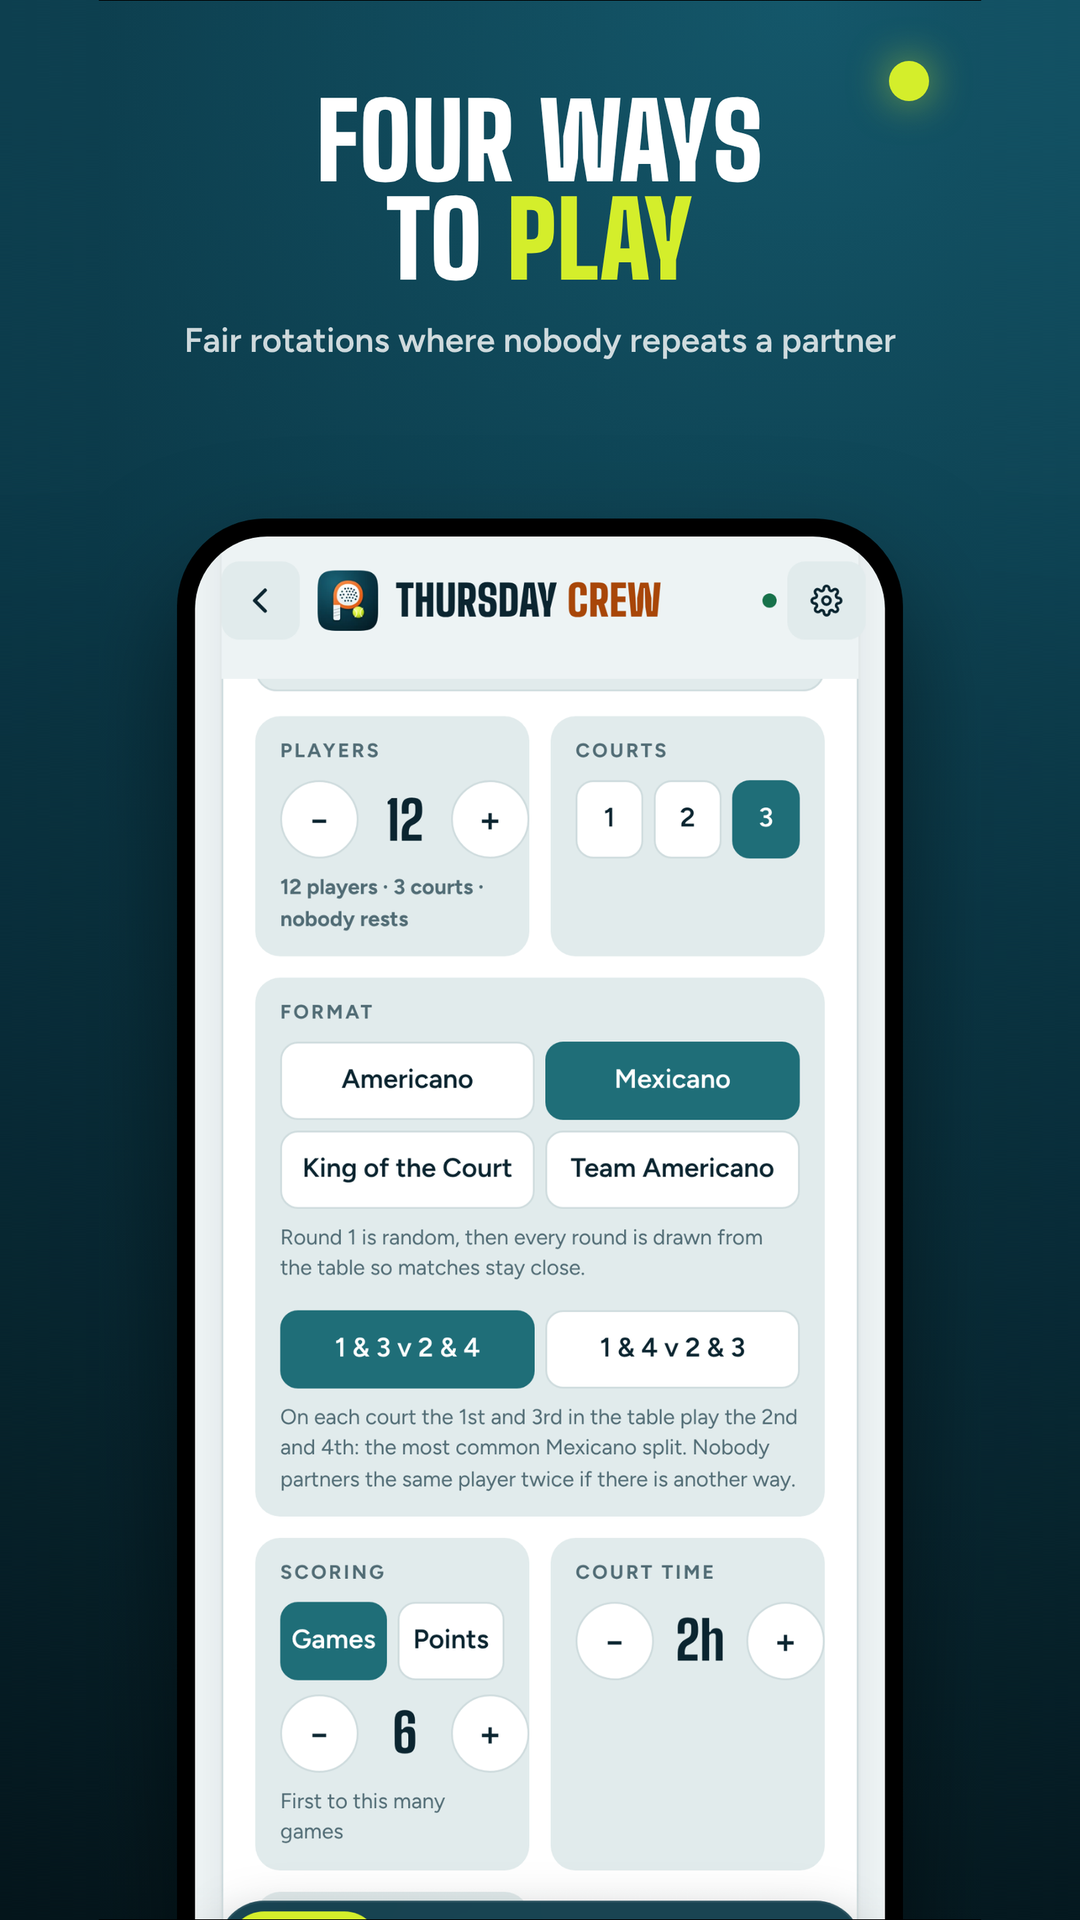 FOUR WAYS
TO PLAY
Fair rotations where nobody repeats a partner
THURSDAY CREW
PLAYERS
- 12 +
12 players · 3 courts ·
nobody rests
COURTS
1 2 3
FORMAT
Americano Mexicano
King of the Court Team Americano
Round 1 is random, then every round is drawn from
the table so matches stay close.
1 & 3 v 2 & 4 1 & 4 v 2 & 3
On each court the 1st and 3rd in the table play the 2nd
and 4th: the most common Mexicano split. Nobody
partners the same player twice if there is another way.
SCORING
Games Points
- 6 +
First to this many
games
COURT TIME
- 2h +